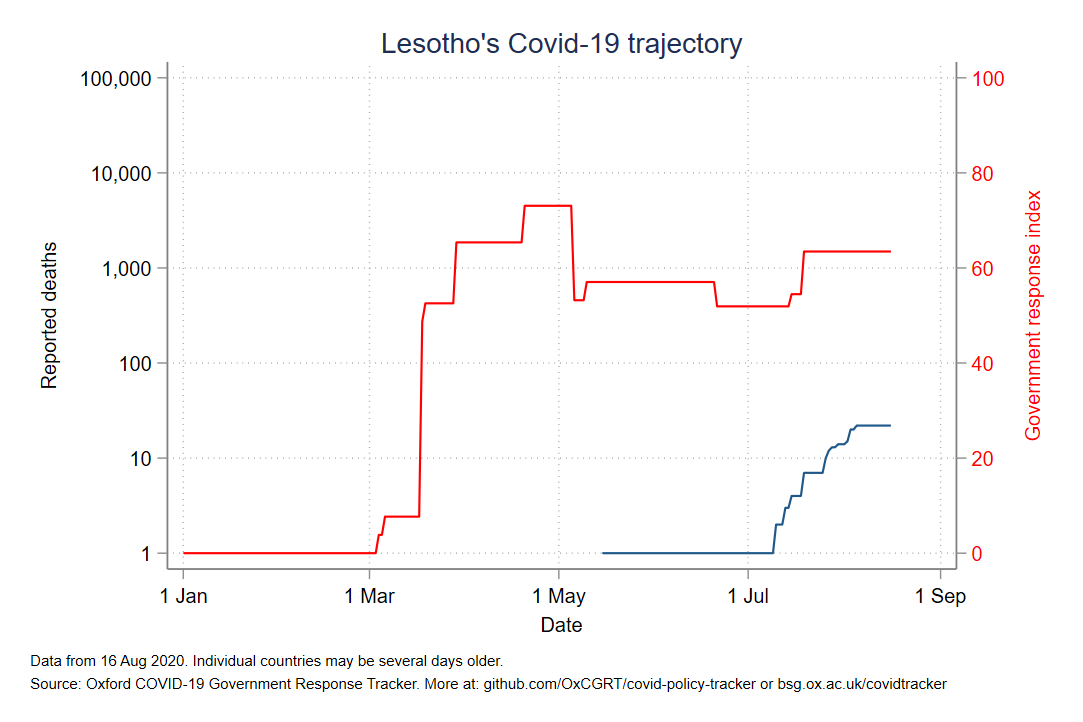 Lesotho's Covid-19 trajectory
100,000
10,000
1,000
100
10
1
Reported deaths
100
80
60
40
20
0
Government response index
1 Jan
1 Mar
1 May
1 Jul
1 Sep
Date
Data from 16 Aug 2020. Individual countries may be several days older.
Source: Oxford COVID-19 Government Response Tracker. More at: github.com/OxCGRT/covid-policy-tracker or bsg.ox.ac.uk/covidtracker